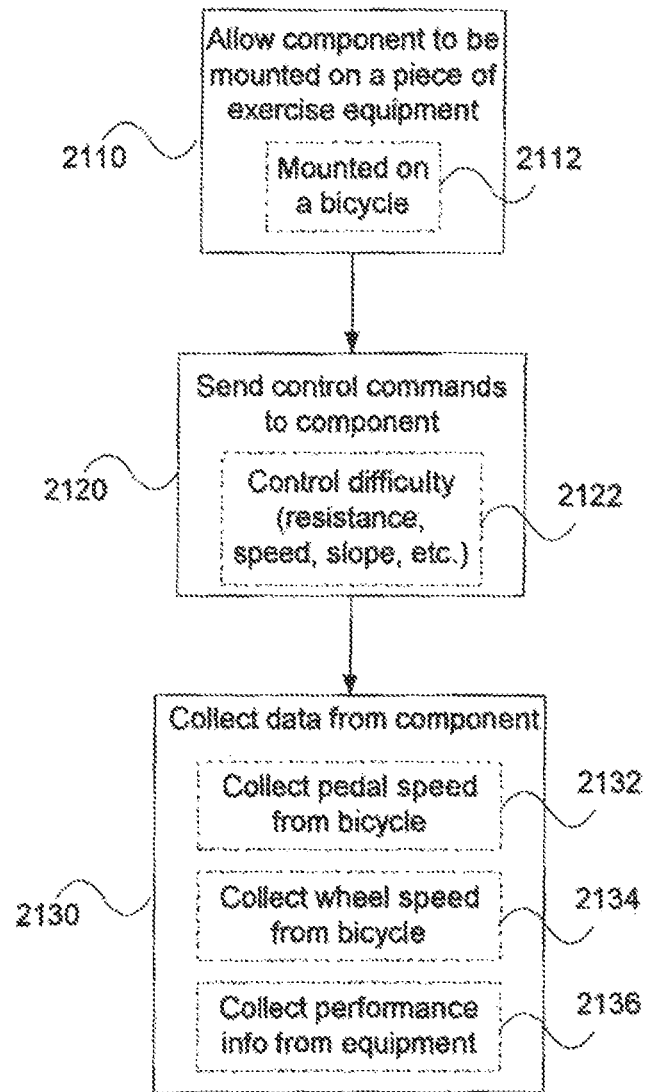 Allow component to be
mounted on a piece of
exercise equipment
2110
Mounted on
a bicycle
2112
Send control commands
to component
2120
Control difficulty
(resistance,
speed, slope, etc.)
2122
Collect data from component
2130
Collect pedal speed
from bicycle
2132
Collect wheel speed
from bicycle
2134
Collect performance
info from equipment
2136